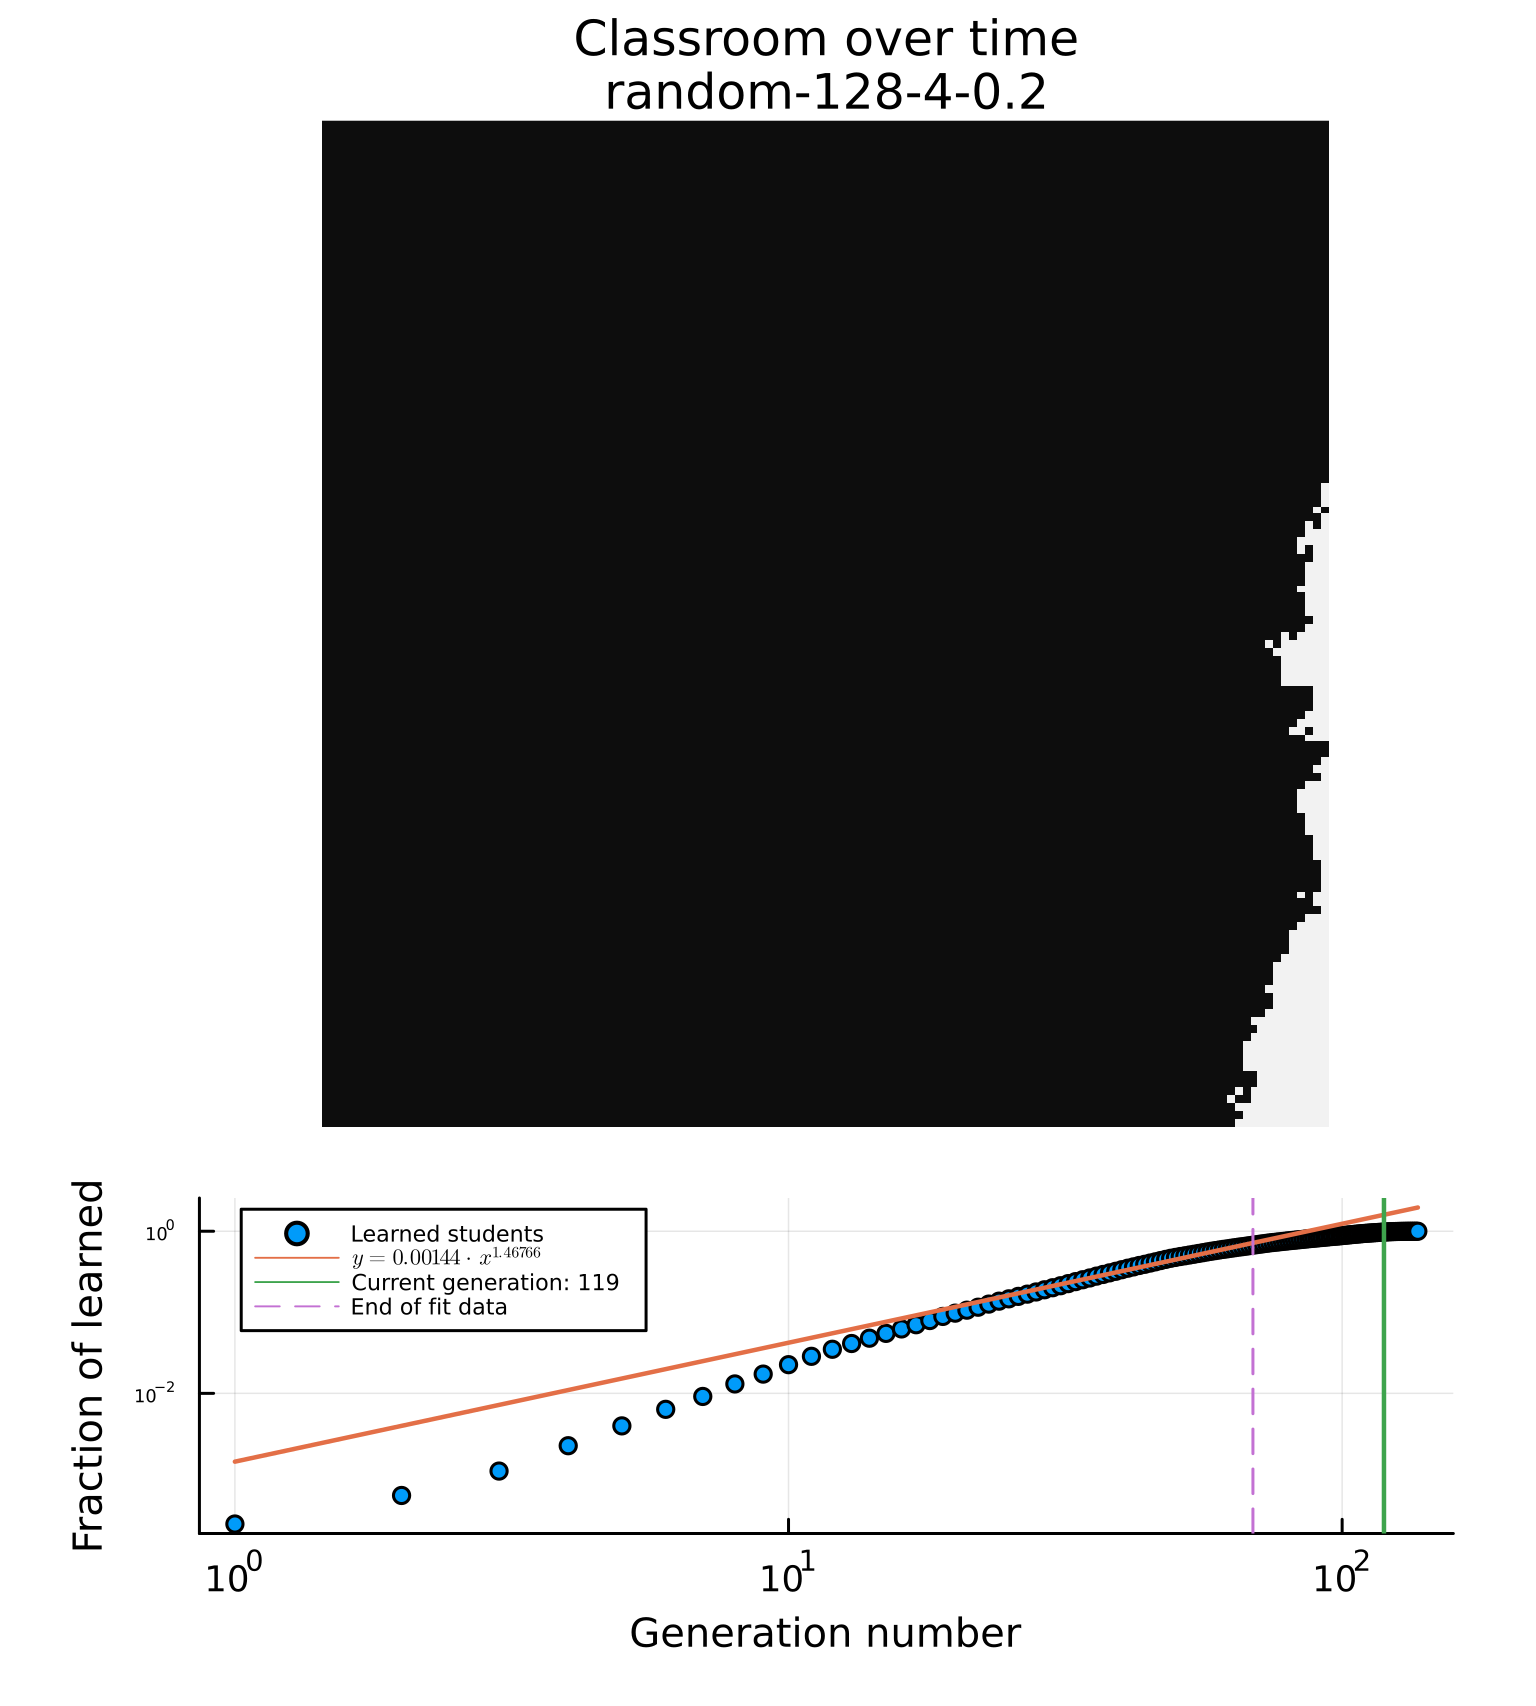 Classroom over time
random-128-4-0.2
Fraction of learned
10⁰
10⁻²
Learned students
y = 0.00144 · x^1.46766
Current generation: 119
End of fit data
10⁰ 10¹ 10²
Generation number